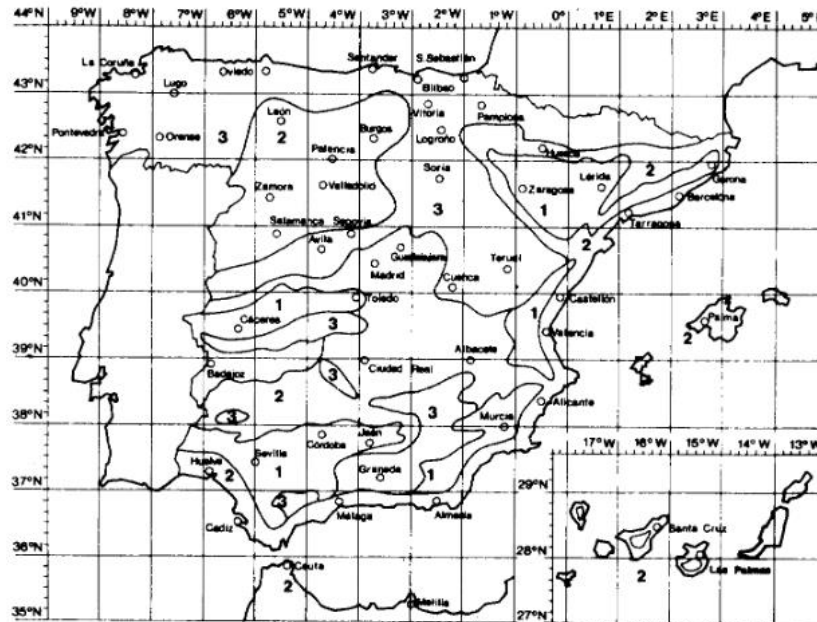 9°W 8°W 7°W 6°W 5°W 4°W 3°W 2°W 1°W 0° 1°E 2°E 3°E 4°E
44°N
La Coruña Oviedo Santander S.Sebastián
43°N Lugo Bilbao
León Vitoria Pamplona
Pontevedra Orense 3 2 Burgos Logroño
42°N Palencia Huesca 2
Soria Lérida Gerona
Zamora Valladolid Zaragoza Barcelona
41°N 3 1
Salamanca Segovia Tarragona
Avila 2
Guadalajara Teruel
40°N Madrid Cuenca
1 Toledo 1 Castellón
Cáceres 3 Palma
Valencia 2
39°N Albacete
Badajoz 3 Ciudad Real
2
38°N 3 3 Alicante
Murcia
Córdoba Jaén
Huelva Sevilla 17°W 16°W 15°W 14°W 13°W
37°N 2 1 Granada 1
3 29°N
Cadiz Málaga Almería Santa Cruz
36°N 28°N
Ceuta Las Palmas
2 2
Melilla
35°N 27°N